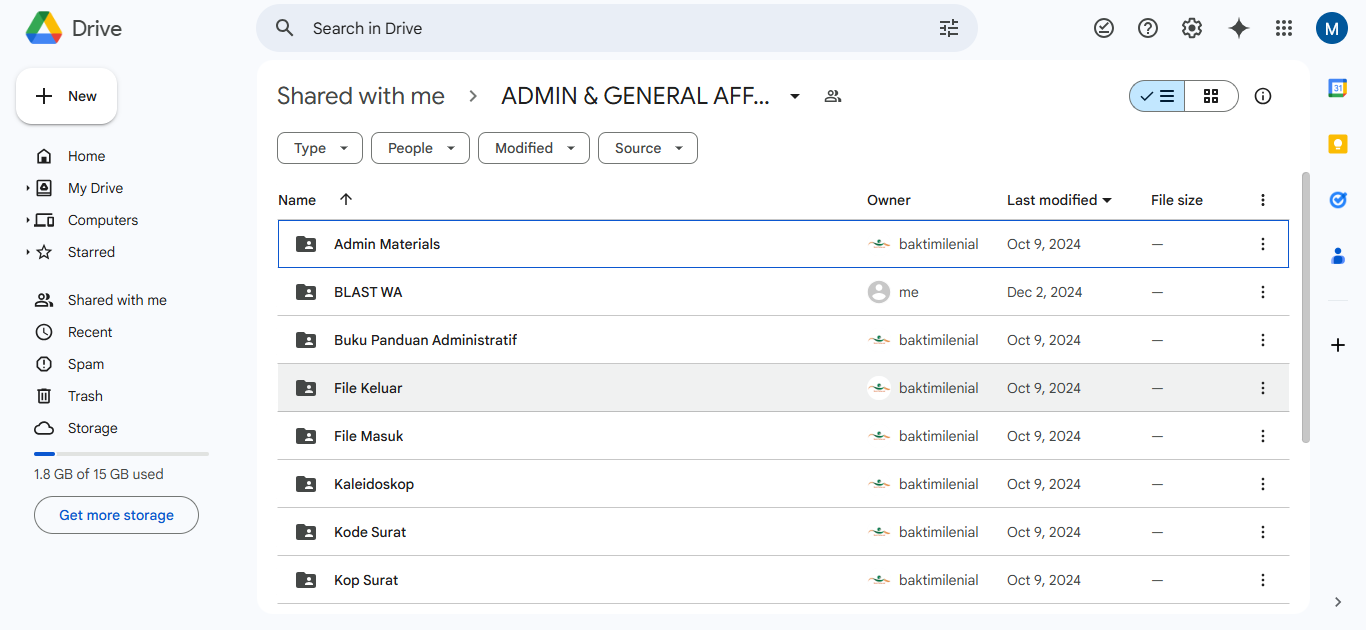 Drive
Search in Drive
M
New
Home
My Drive
Computers
Starred
Shared with me
Recent
Spam
Trash
Storage
1.8 GB of 15 GB used
Get more storage
Shared with me > ADMIN & GENERAL AFF...
Type People Modified Source
Name Owner Last modified File size
Admin Materials baktimilenial Oct 9, 2024 —
BLAST WA me Dec 2, 2024 —
Buku Panduan Administratif baktimilenial Oct 9, 2024 —
File Keluar baktimilenial Oct 9, 2024 —
File Masuk baktimilenial Oct 9, 2024 —
Kaleidoskop baktimilenial Oct 9, 2024 —
Kode Surat baktimilenial Oct 9, 2024 —
Kop Surat baktimilenial Oct 9, 2024 —
31